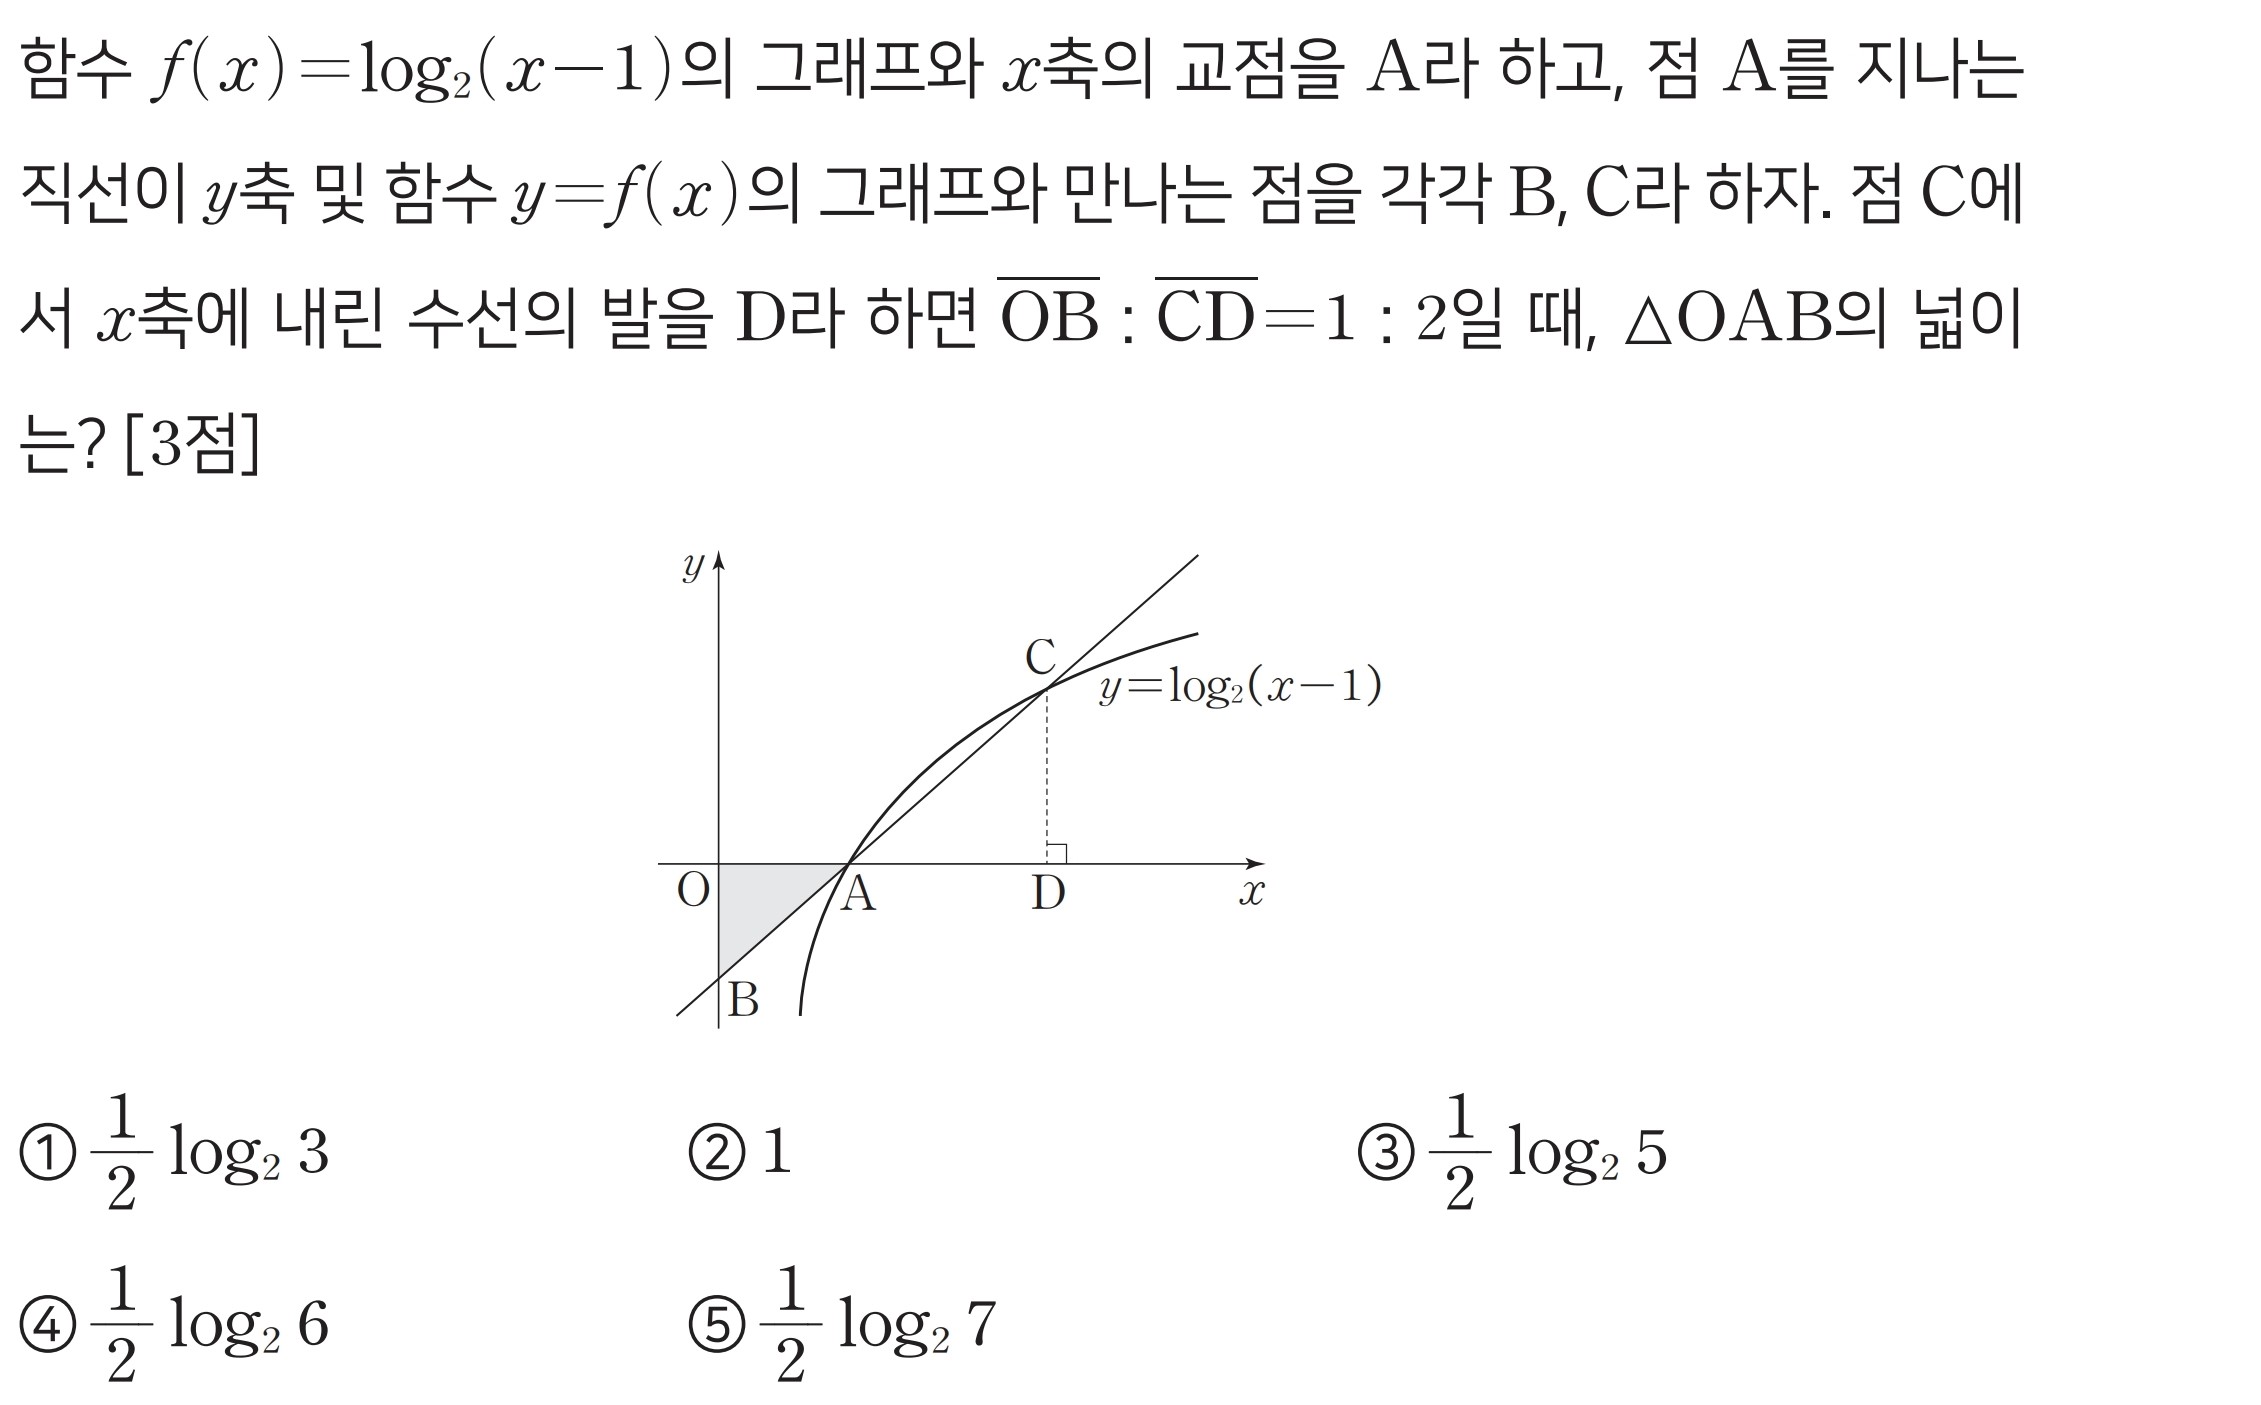 함수 f(x)=log₂(x−1)의 그래프와 x축의 교점을 A라 하고, 점 A를 지나는
직선이 y축 및 함수 y=f(x)의 그래프와 만나는 점을 각각 B, C라 하자. 점 C에
서 x축에 내린 수선의 발을 D라 하면 O̅B̅ : C̅D̅=1 : 2일 때, △OAB의 넓이
는? [3점]
y
C
y=log₂(x−1)
O
A
D
x
B
① 1/2 log₂ 3 ② 1 ③ 1/2 log₂ 5
④ 1/2 log₂ 6 ⑤ 1/2 log₂ 7